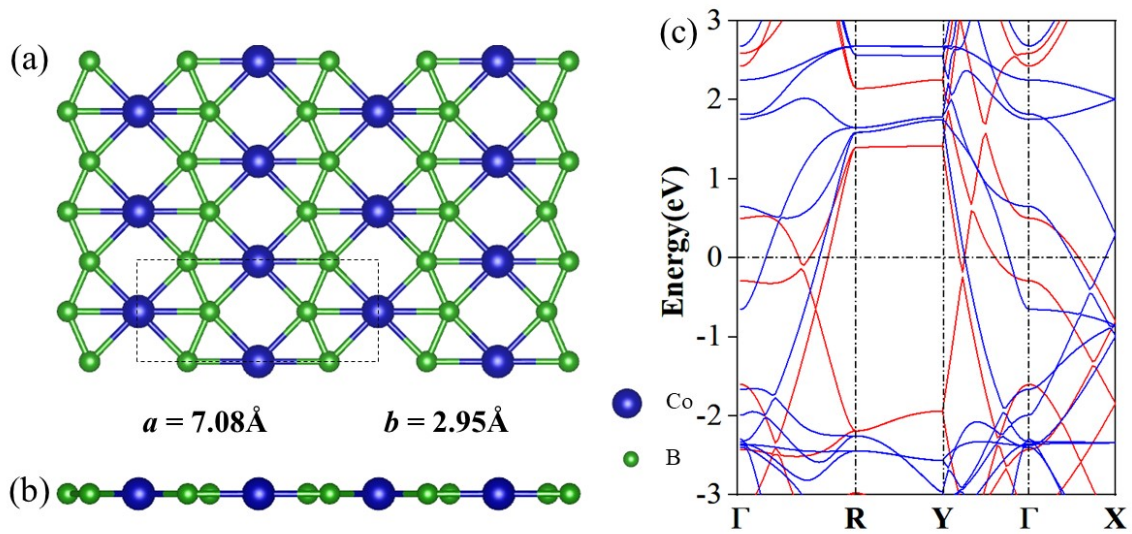 (a)
a = 7.08Å b = 2.95Å
Co
B
(b)
(c)
Energy(eV)
3
2
1
0
-1
-2
-3
Γ R Y Γ X